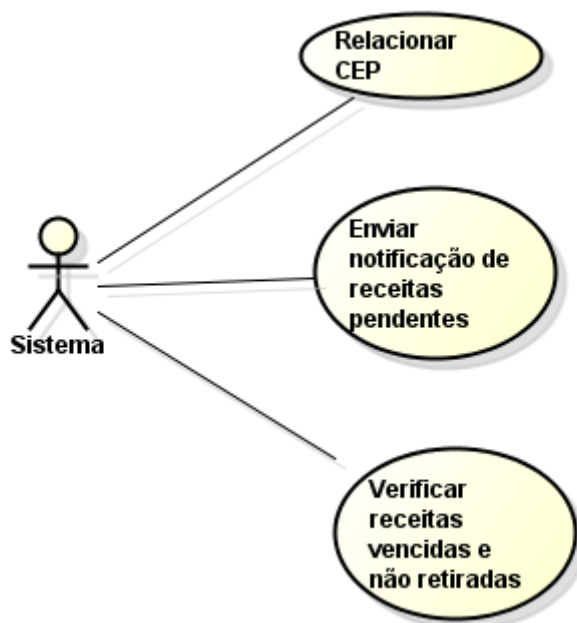 Relacionar
CEP
Enviar
notificação de
receitas
pendentes
Sistema
Verificar
receitas
vencidas e
não retiradas